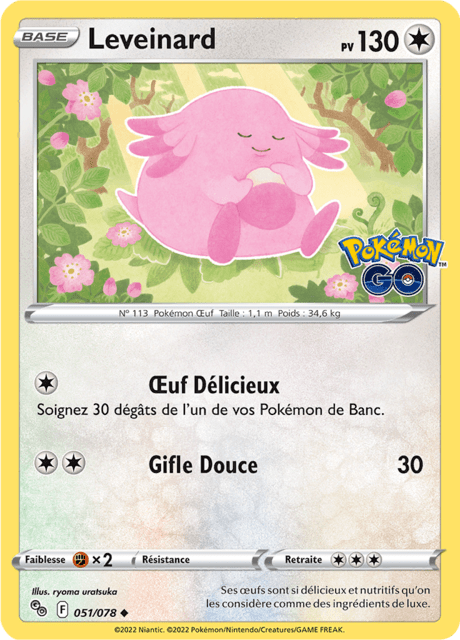 BASE Leveinard PV 130
Pokémon
GO
N° 113 Pokémon Œuf Taille : 1,1 m Poids : 34,6 kg
Œuf Délicieux
Soignez 30 dégâts de l'un de vos Pokémon de Banc.
Gifle Douce 30
Faiblesse ×2 Résistance Retraite
Illus. ryoma uratsuka
Ses œufs sont si délicieux et nutritifs qu'on
les considère comme des ingrédients de luxe.
F 051/078
©2022 Niantic. ©2022 Pokémon/Nintendo/Creatures/GAME FREAK.